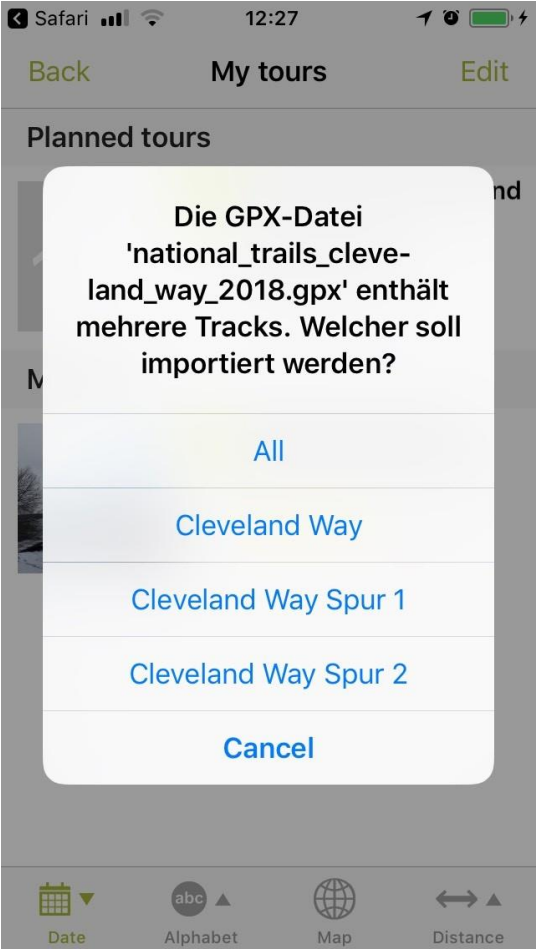 Safari 12:27
Back My tours Edit
Planned tours
nd
Die GPX-Datei
'national_trails_cleve-
land_way_2018.gpx' enthält
mehrere Tracks. Welcher soll
importiert werden?
M
All
Cleveland Way
Cleveland Way Spur 1
Cleveland Way Spur 2
Cancel
abc
Date Alphabet Map Distance